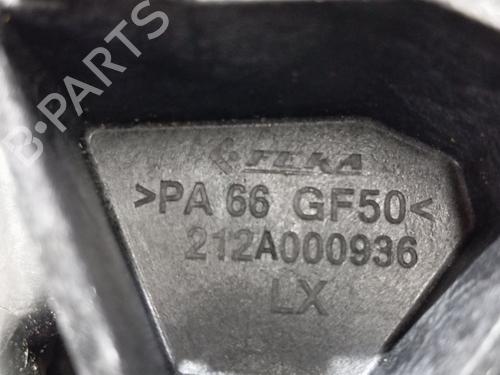 FEKA
>PA 66 GF50<
212A000936
LX
B-PARTS